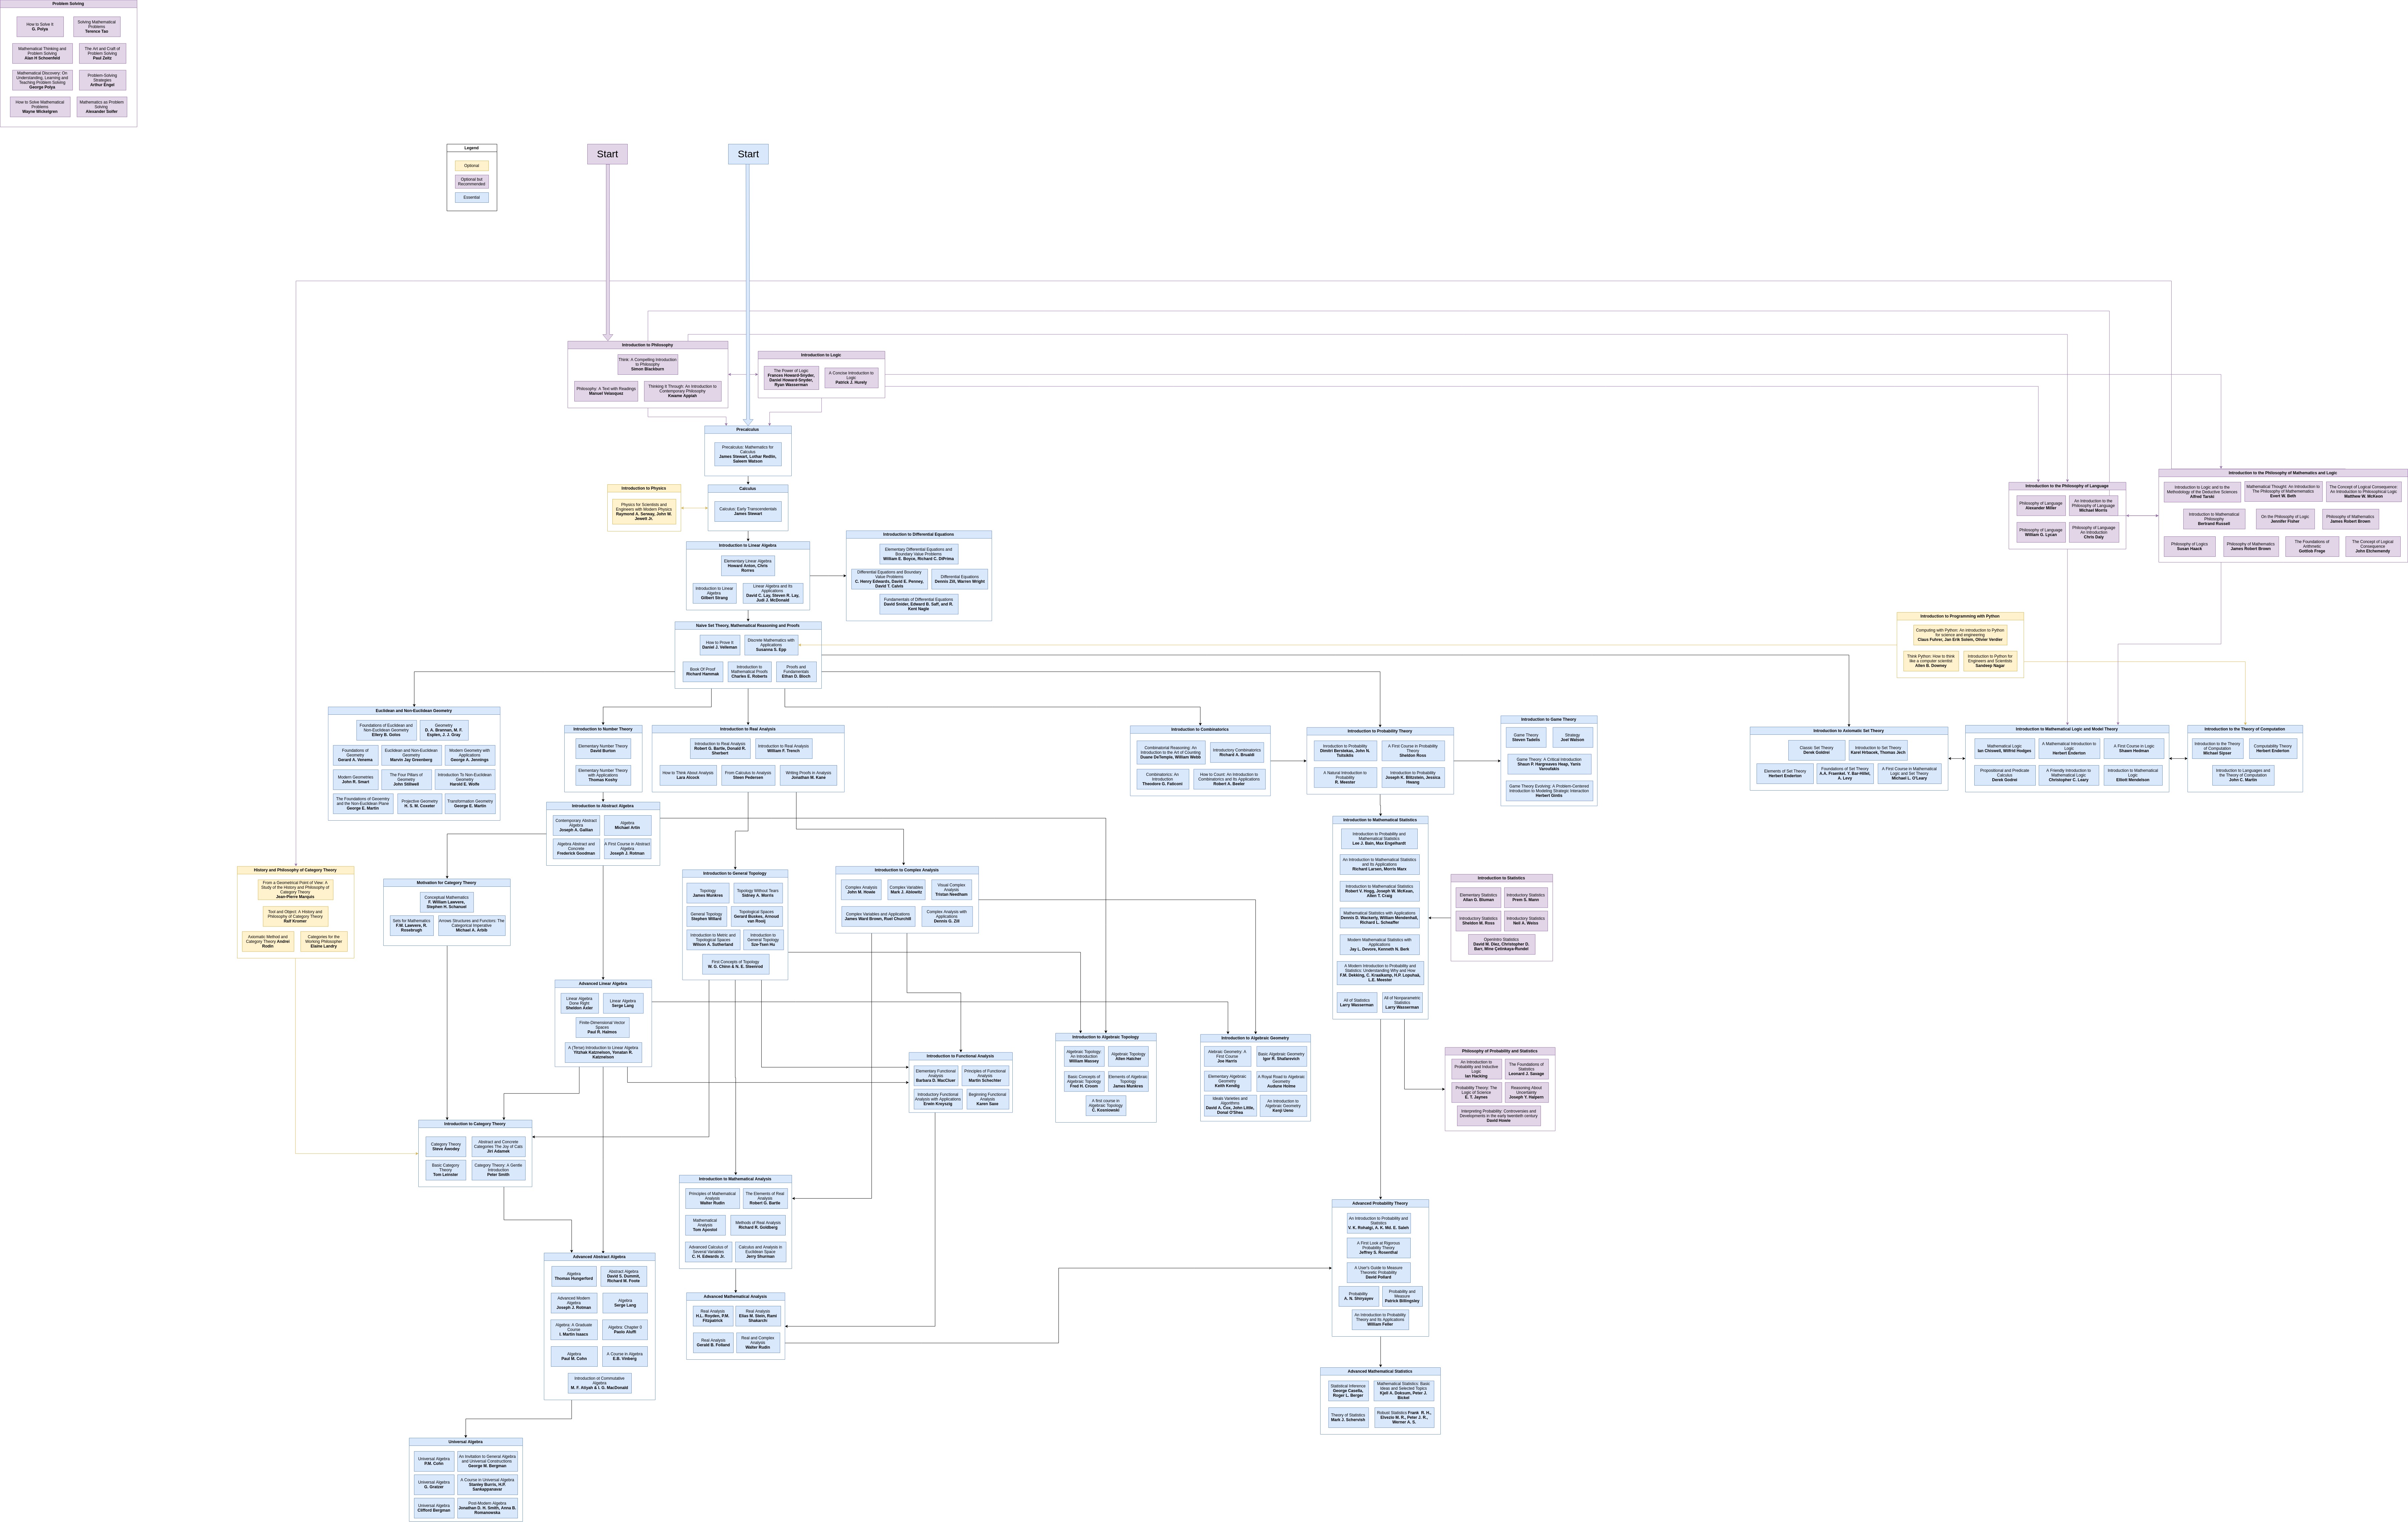 Problem Solving
How to Solve It
G. Polya
Solving Mathematical
Problems
Terence Tao
Mathematical Thinking and
Problem Solving
Alan H Schoenfeld
The Art and Craft of
Problem Solving
Paul Zeitz
Mathematical Discovery: On
Understanding, Learning and
Teaching Problem Solving
George Polya
Problem-Solving
Strategies
Arthur Engel
How to Solve Mathematical
Problems
Wayne Wickelgren
Mathematics as Problem
Solving
Alexander Soifer
Legend
Optional
Optional but
Recommended
Essential
Start
Start
Introduction to Philosophy
Think: A Compelling Introduction
to Philosophy
Simon Blackburn
Philosophy: A Text with Readings
Manuel Velasquez
Thinking It Through: An Introduction to
Contemporary Philosophy
Kwame Appiah
Introduction to Logic
The Power of Logic
Frances Howard-Snyder,
Daniel Howard-Snyder,
Ryan Wasserman
A Concise Introduction to
Logic
Patrick J. Hurely
Precalculus
Precalculus: Mathematics for
Calculus
James Stewart, Lothar Redlin,
Saleem Watson
Introduction to Physics
Physics for Scientists and
Engineers with Modern Physics
Raymond A. Serway, John W.
Jewett Jr.
Calculus
Calculus: Early Transcendentals
James Stewart
Introduction to Linear Algebra
Elementary Linear Algebra
Howard Anton, Chris
Rorres
Introduction to Linear
Algebra
Gilbert Strang
Linear Algebra and Its
Applications
David C. Lay, Steven R. Lay,
Judi J. McDonald
Introduction to Differential Equations
Elementary Differential Equations and
Boundary Value Problems
William E. Boyce, Richard C. DiPrima
Differential Equations and Boundary
Value Problems
C. Henry Edwards, David E. Penney,
David T. Calvis
Differential Equations
Dennis Zill, Warren Wright
Fundamentals of Differential Equations
David Snider, Edward B. Saff, and R.
Kent Nagle
Introduction to the Philosophy of Language
Philosophy of Language
Alexander Miller
An Introduction to the
Philosophy of Language
Michael Morris
Philosophy of Language
William G. Lycan
Philosophy of Language
An Introduction
Chris Daly
Introduction to the Philosophy of Mathematics and Logic
Introduction to Logic and to the
Methodology of the Deductive Sciences
Alfred Tarski
Mathematical Thought: An Introduction to
The Philosophy of Mathememtics
Evert W. Beth
The Concept of Logical Consequence:
An Introduction to Philosophical Logic
Matthew W. McKeon
Introduction to Mathematical
Philosophy
Bertrand Russell
On the Philosophy of Logic
Jennifer Fisher
Philosophy of Mathematics
James Robert Brown
Philosophy of Logics
Susan Haack
Philosophy of Mathematics
James Robert Brown
The Foundations of
Arithmetic
Gottlob Frege
The Concept of Logical
Consequence
John Etchemendy
Introduction to Programming with Python
Computing with Python: An introduction to Python
for science and engineering
Claus Fuhrer, Jan Erik Solem, Olivier Verdier
Think Python: How to think
like a computer scientist
Allen B. Downey
Introduction to Python for
Engineers and Scientists
Sandeep Nagar
Naive Set Theory, Mathematical Reasoning and Proofs
How to Prove It
Daniel J. Velleman
Discrete Mathematics with
Applications
Susanna S. Epp
Book Of Proof
Richard Hammak
Introduction to
Mathematical Proofs
Charles E. Roberts
Proofs and
Fundamentals
Ethan D. Bloch
Euclidean and Non-Euclidean Geometry
Foundations of Euclidean and
Non-Euclidean Geometry
Ellery B. Golos
Geometry
D. A. Brannan, M. F.
Esplen, J. J. Gray
Foundations of
Geometry
Gerard A. Venema
Euclidean and Non-Euclidean
Geometry
Marvin Jay Greenberg
Modern Geometry with
Applications
George A. Jennings
Modern Geometries
John R. Smart
The Four Pillars of
Geometry
John Stillwell
Introduction To Non-Euclidean
Geometry
Harold E. Wolfe
The Foundations of Geometry
and the Non-Euclidean Plane
George E. Martin
Projective Geometry
H. S. M. Coxeter
Transformation Geometry
George E. Martin
Introduction to Number Theory
Elementary Number Theory
David Burton
Elementary Number Theory
with Applications
Thomas Koshy
Introduction to Real Analysis
Introduction to Real Analysis
Robert G. Bartle, Donald R.
Sherbert
Introduction to Real Analysis
William F. Trench
How to Think About Analysis
Lara Alcock
From Calculus to Analysis
Steen Pedersen
Writing Proofs in Analysis
Jonathan M. Kane
Introduction to Combinatorics
Combinatorial Reasoning: An
Introduction to the Art of Counting
Duane DeTemple, William Webb
Introductory Combinatorics
Richard A. Brualdi
Combinatorics: An
Introduction
Theodore G. Faticoni
How to Count: An Introduction to
Combinatorics and Its Applications
Robert A. Beeler
Introduction to Probability Theory
Introduction to Probability
Dimitri Berstekas, John N.
Tsitsiklis
A First Course in Probability
Theory
Sheldon Ross
A Natural Introduction to
Probability
R. Meester
Introduction to Probability
Joseph K. Blitzstein, Jessica
Hwang
Introduction to Game Theory
Game Theory
Steven Tadelis
Strategy
Joel Watson
Game Theory: A Critical Introduction
Shaun P. Hargreaves Heap, Yanis
Varoufakis
Game Theory Evolving: A Problem-Centered
Introduction to Modeling Strategic Interaction
Herbert Gintis
Introduction to Axiomatic Set Theory
Classic Set Theory
Derek Goldrei
Introduction to Set Theory
Karel Hrbacek, Thomas Jech
Elements of Set Theory
Herbert Enderton
Foundations of Set Theory
A.A. Fraenkel, Y. Bar-Hillel,
A. Levy
A First Course in Mathematical
Logic and Set Theory
Michael L. O'Leary
Introduction to Mathematical Logic and Model Theory
Mathematical Logic
Ian Chiswell, Wilfrid Hodges
A Mathematical Introduction to
Logic
Herbert Enderton
A First Course in Logic
Shawn Hedman
Propositional and Predicate
Calculus
Derek Godrei
A Friendly Introduction to
Mathematical Logic
Christopher C. Leary
Introduction to Mathematical
Logic
Elliott Mendelson
Introduction to the Theory of Computation
Introduction to the Theory
of Computation
Michael Sipser
Computability Theory
Herbert Enderton
Introduction to Languages and
the Theory of Computation
John C. Martin
Introduction to Abstract Algebra
Contemporary Abstract
Algebra
Joseph A. Gallian
Algebra
Michael Artin
Algebra Abstract and
Concrete
Frederick Goodman
A First Course in Abstract
Algebra
Joseph J. Rotman
History and Philosophy of Category Theory
From a Geometrical Point of View: A
Study of the History and Philosophy of
Category Theory
Jean-Pierre Marquis
Tool and Object: A History and
Philosophy of Category Theory
Ralf Kromer
Axiomatic Method and
Category Theory Andrei
Rodin
Categories for the
Working Philosopher
Elaine Landry
Motivation for Category Theory
Conceptual Mathematics
F. William Lawvere,
Stephen H. Schanuel
Sets for Mathematics
F.W. Lawvere, R.
Rosebrugh
Arrows Structures and Functors: The
Categorical Imperative
Michael A. Arbib
Introduction to General Topology
Topology
James Munkres
Topology Without Tears
Sidney A. Morris
General Topology
Stephen Willard
Topological Spaces
Gerard Buskes, Arnoud
van Rooij
Introduction to Metric and
Topological Spaces
Wilson A. Sutherland
Introduction to
General Topology
Sze-Tsen Hu
First Concepts of Topology
W. G. Chinn & N. E. Steenrod
Introduction to Complex Analysis
Complex Analysis
John M. Howie
Complex Variables
Mark J. Ablowitz
Visual Complex
Analysis
Tristan Needham
Complex Variables and Applications
James Ward Brown, Ruel Churchill
Complex Analysis with
Applications
Dennis G. Zill
Introduction to Mathematical Statistics
Introduction to Probability and
Mathematical Statistics
Lee J. Bain, Max Engelhardt
An Introduction to Mathematical Statistics
and Its Applications
Richard Larsen, Morris Marx
Introduction to Mathematical Statistics
Robert V. Hogg, Joseph W. McKean,
Allen T. Craig
Mathematical Statistics with Applications
Dennis D. Wackerly, William Mendenhall,
Richard L. Scheaffer
Modern Mathematical Statistics with
Applications
Jay L. Devore, Kenneth N. Berk
A Modern Introduction to Probability and
Statistics: Understanding Why and How
F.M. Dekking, C. Kraaikamp, H.P. Lopuhaä,
L.E. Meester
All of Statistics
Larry Wasserman
All of Nonparametric
Statistics
Larry Wasserman
Introduction to Statistics
Elementary Statistics
Allan G. Bluman
Introductory Statistics
Prem S. Mann
Introductory Statistics
Sheldon M. Ross
Introductory Statistics
Neil A. Weiss
OpenIntro Statistics
David M. Diez, Christopher D.
Barr, Mine Çetinkaya-Rundel
Advanced Linear Algebra
Linear Algebra
Done Right
Sheldon Axler
Linear Algebra
Serge Lang
Finite-Dimensional Vector
Spaces
Paul R. Halmos
A (Terse) Introduction to Linear Algebra
Yitzhak Katznelson, Yonatan R.
Katznelson
Introduction to Functional Analysis
Elementary Functional
Analysis
Barbara D. MacCluer
Principles of Functional
Analysis
Martin Schechter
Introductory Functional
Analysis with Applications
Erwin Kreyszig
Beginning Functional
Analysis
Karen Saxe
Introduction to Algebraic Topology
Algebraic Topology:
An Introduction
William Massey
Algebraic Topology
Allen Hatcher
Basic Concepts of
Algebraic Topology
Fred H. Croom
Elements of Algebraic
Topology
James Munkres
A first course in
Algebraic Topology
C. Kosniowski
Introduction to Algebraic Geometry
Alebraic Geometry: A
First Course
Joe Harris
Basic Algebraic Geometry
Igor R. Shafarevich
Elementary Algebraic
Geometry
Keith Kendig
A Royal Road to Algebraic
Geometry
Audune Holme
Ideals Varieties and
Algorithms
David A. Cox, John Little,
Donal O'Shea
An Introduction to
Algebraic Geometry
Kenji Ueno
Philosophy of Probability and Statistics
An Introduction to
Probability and Inductive
Logic
Ian Hacking
The Foundations of
Statistics
Leonard J. Savage
Probability Theory: The
Logic of Science
E. T. Jaynes
Reasoning About
Uncertainty
Joseph Y. Halpern
Interpreting Probability: Controversies and
Developments in the early twentieth century
David Howie
Introduction to Category Theory
Category Theory
Steve Awodey
Abstract and Concrete
Categories The Joy of Cats
Jiri Adamek
Basic Category
Theory
Tom Leinster
Category Theory: A Gentle
Introduction
Peter Smith
Introduction to Mathematical Analysis
Principles of Mathematical
Analysis
Walter Rudin
The Elements of Real
Analysis
Robert G. Bartle
Mathematical
Analysis
Tom Apostol
Methods of Real Analysis
Richard R. Goldberg
Advanced Calculus of
Several Variables
C. H. Edwards Jr.
Calculus and Analysis in
Euclidean Space
Jerry Shurman
Advanced Probability Theory
An Introduction to Probability and
Statistics
V. K. Rohatgi, A. K. Md. E. Saleh
A First Look at Rigorous
Probability Theory
Jeffrey S. Rosenthal
A User's Guide to Measure
Theoretic Probability
David Pollard
Probability
A. N. Shiryayev
Probability and
Measure
Patrick Billingsley
An Introduction to Probability
Theory and Its Applications
William Feller
Advanced Abstract Algebra
Algebra
Thomas Hungerford
Abstract Algebra
David S. Dummit,
Richard M. Foote
Advanced Modern
Algebra
Joseph J. Rotman
Algebra
Serge Lang
Algebra: A Graduate
Course
I. Martin Isaacs
Algebra: Chapter 0
Paolo Aluffi
Algebra
Paul M. Cohn
A Course in Algebra
E.B. Vinberg
Introduction ot Commutative
Algebra
M. F. Atiyah & I. G. MacDonald
Advanced Mathematical Analysis
Real Analysis
H.L. Royden, P.M.
Fitzpatrick
Real Analysis
Elias M. Stein, Rami
Shakarchi
Real Analysis
Gerald B. Folland
Real and Complex
Analysis
Walter Rudin
Advanced Mathematical Statistics
Statistical Inference
George Casella,
Roger L. Berger
Mathematical Statistics: Basic
Ideas and Selected Topics
Kjell A. Doksum, Peter J.
Bickel
Theory of Statistics
Mark J. Schervish
Robust Statistics Frank R. H.,
Elvezio M. R., Peter J. R.,
Werner A. S.
Universal Algebra
Universal Algebra
P.M. Cohn
An Invitation to General Algebra
and Universal Constructions
George M. Bergman
Universal Algebra
G. Gratzer
A Course in Universal Algebra
Stanley Burris, H.P.
Sankappanavar
Universal Algebra
Clifford Bergman
Post-Modern Algebra
Jonathan D. H. Smith, Anna B.
Romanowska